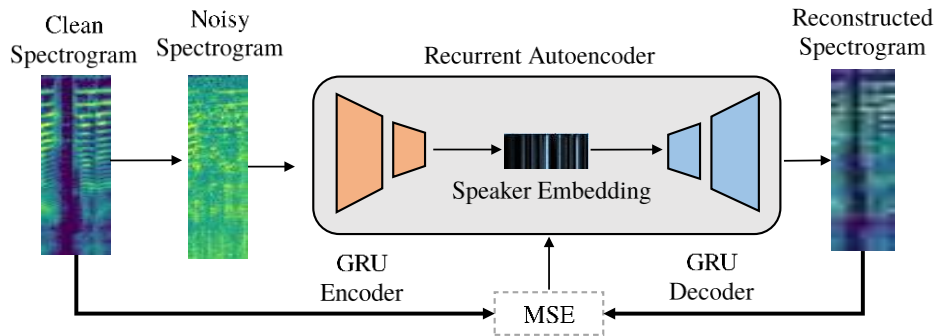 Clean
Spectrogram
Noisy
Spectrogram
Recurrent Autoencoder
Reconstructed
Spectrogram
Speaker Embedding
GRU
Encoder
GRU
Decoder
MSE